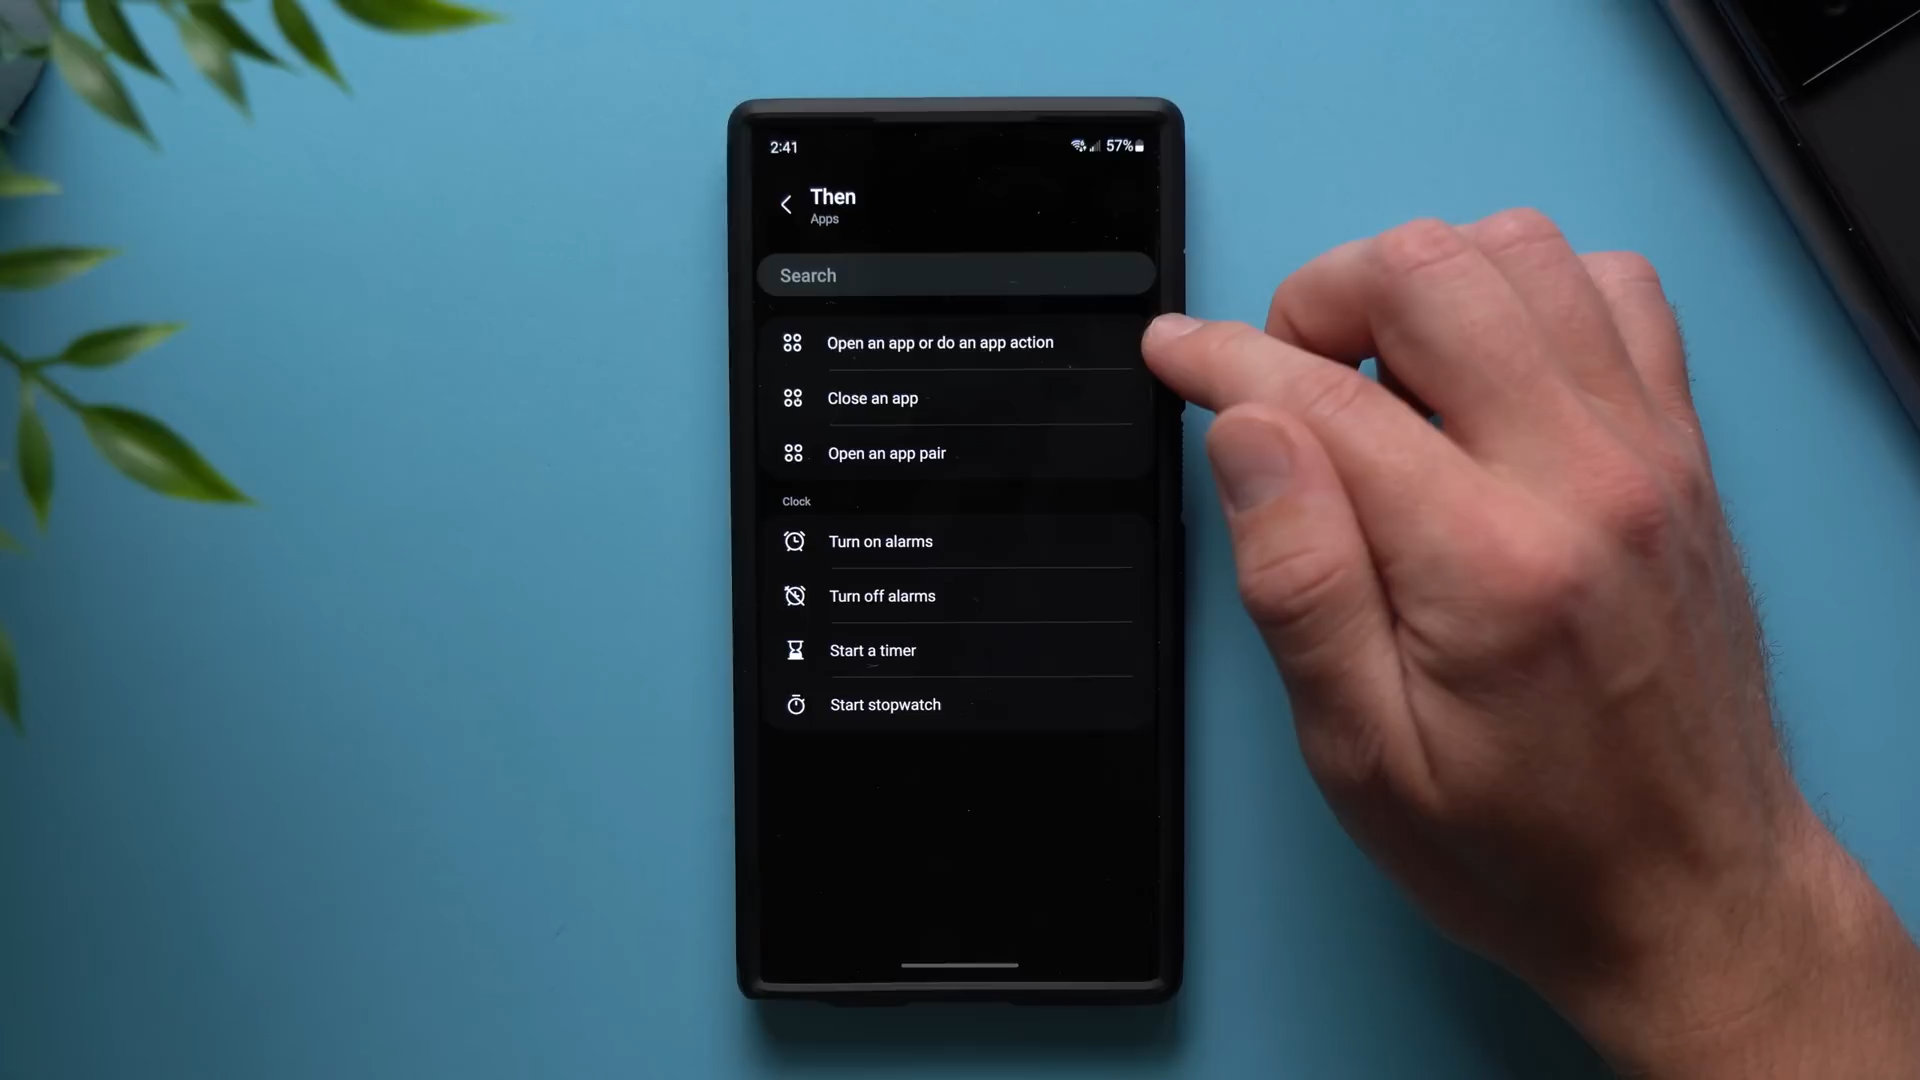 2:41
57%
Then
Apps
Search
Open an app or do an app action
Close an app
Open an app pair
Clock
Turn on alarms
Turn off alarms
Start a timer
Start stopwatch